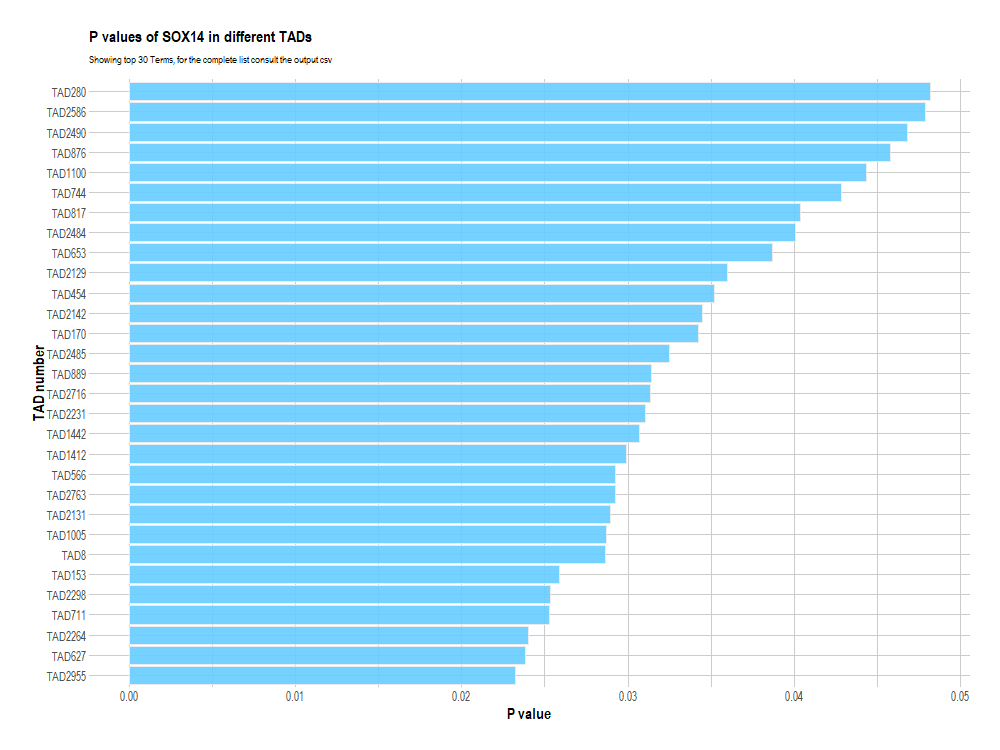 P values of SOX14 in different TADs
Showing top 30 Terms, for the complete list consult the output csv
TAD number
TAD280
TAD2586
TAD2490
TAD876
TAD1100
TAD744
TAD817
TAD2484
TAD653
TAD2129
TAD454
TAD2142
TAD170
TAD2485
TAD889
TAD2716
TAD2231
TAD1442
TAD1412
TAD566
TAD2763
TAD2131
TAD1005
TAD8
TAD153
TAD2298
TAD711
TAD2264
TAD627
TAD2955
0.00 0.01 0.02 0.03 0.04 0.05
P value